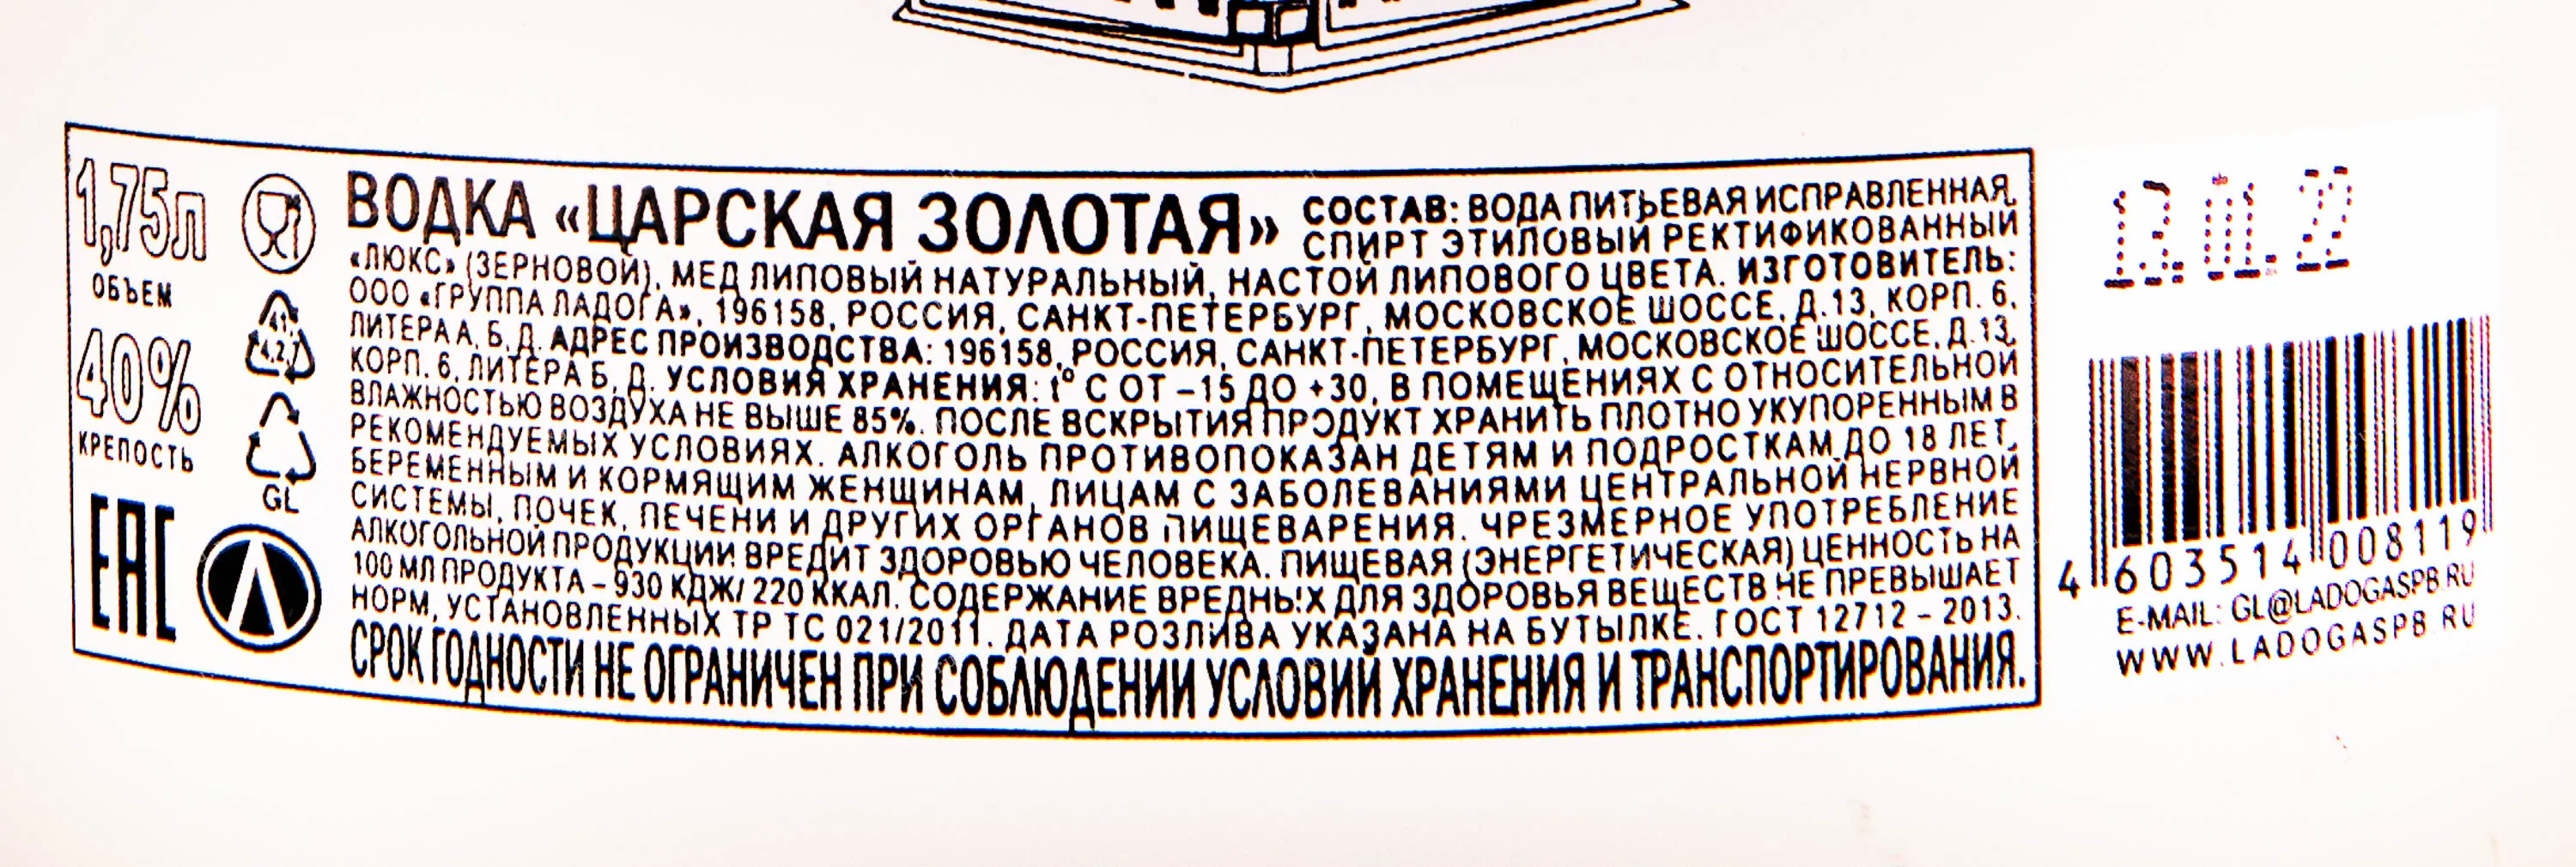 1,75л
ОБЪЕМ
40%
КРЕПОСТЬ
EAC
GL
ВОДКА «ЦАРСКАЯ ЗОЛОТАЯ» СОСТАВ: ВОДА ПИТЬЕВАЯ ИСПРАВЛЕННАЯ,
СПИРТ ЭТИЛОВЫЙ РЕКТИФИКОВАННЫЙ
«ЛЮКС» (ЗЕРНОВОЙ), МЕД ЛИПОВЫЙ НАТУРАЛЬНЫЙ, НАСТОЙ ЛИПОВОГО ЦВЕТА. ИЗГОТОВИТЕЛЬ:
ООО «ГРУППА ЛАДОГА», 196158, РОССИЯ, САНКТ-ПЕТЕРБУРГ, МОСКОВСКОЕ ШОССЕ, Д.13, КОРП. 6,
ЛИТЕРА А, Б, Д. АДРЕС ПРОИЗВОДСТВА: 196158, РОССИЯ, САНКТ-ПЕТЕРБУРГ, МОСКОВСКОЕ ШОССЕ, Д.13,
КОРП. 6, ЛИТЕРА Б, Д. УСЛОВИЯ ХРАНЕНИЯ: t° С ОТ –15 ДО +30, В ПОМЕЩЕНИЯХ С ОТНОСИТЕЛЬНОЙ
ВЛАЖНОСТЬЮ ВОЗДУХА НЕ ВЫШЕ 85%. ПОСЛЕ ВСКРЫТИЯ ПРОДУКТ ХРАНИТЬ ПЛОТНО УКУПОРЕННЫМ В
РЕКОМЕНДУЕМЫХ УСЛОВИЯХ. АЛКОГОЛЬ ПРОТИВОПОКАЗАН ДЕТЯМ И ПОДРОСТКАМ ДО 18 ЛЕТ,
БЕРЕМЕННЫМ И КОРМЯЩИМ ЖЕНЩИНАМ, ЛИЦАМ С ЗАБОЛЕВАНИЯМИ ЦЕНТРАЛЬНОЙ НЕРВНОЙ
СИСТЕМЫ, ПОЧЕК, ПЕЧЕНИ И ДРУГИХ ОРГАНОВ ПИЩЕВАРЕНИЯ. ЧРЕЗМЕРНОЕ УПОТРЕБЛЕНИЕ
АЛКОГОЛЬНОЙ ПРОДУКЦИИ ВРЕДИТ ЗДОРОВЬЮ ЧЕЛОВЕКА. ПИЩЕВАЯ (ЭНЕРГЕТИЧЕСКАЯ) ЦЕННОСТЬ НА
100 МЛ ПРОДУКТА – 930 КДЖ/ 220 ККАЛ. СОДЕРЖАНИЕ ВРЕДНЫХ ДЛЯ ЗДОРОВЬЯ ВЕЩЕСТВ НЕ ПРЕВЫШАЕТ
НОРМ, УСТАНОВЛЕННЫХ ТР ТС 021/2011. ДАТА РОЗЛИВА УКАЗАНА НА БУТЫЛКЕ. ГОСТ 12712 – 2013.
СРОК ГОДНОСТИ НЕ ОГРАНИЧЕН ПРИ СОБЛЮДЕНИИ УСЛОВИЙ ХРАНЕНИЯ И ТРАНСПОРТИРОВАНИЯ.
13.01.22
4 603514 008119
E-MAIL: GL@LADOGASPB.RU
WWW.LADOGASPB.RU